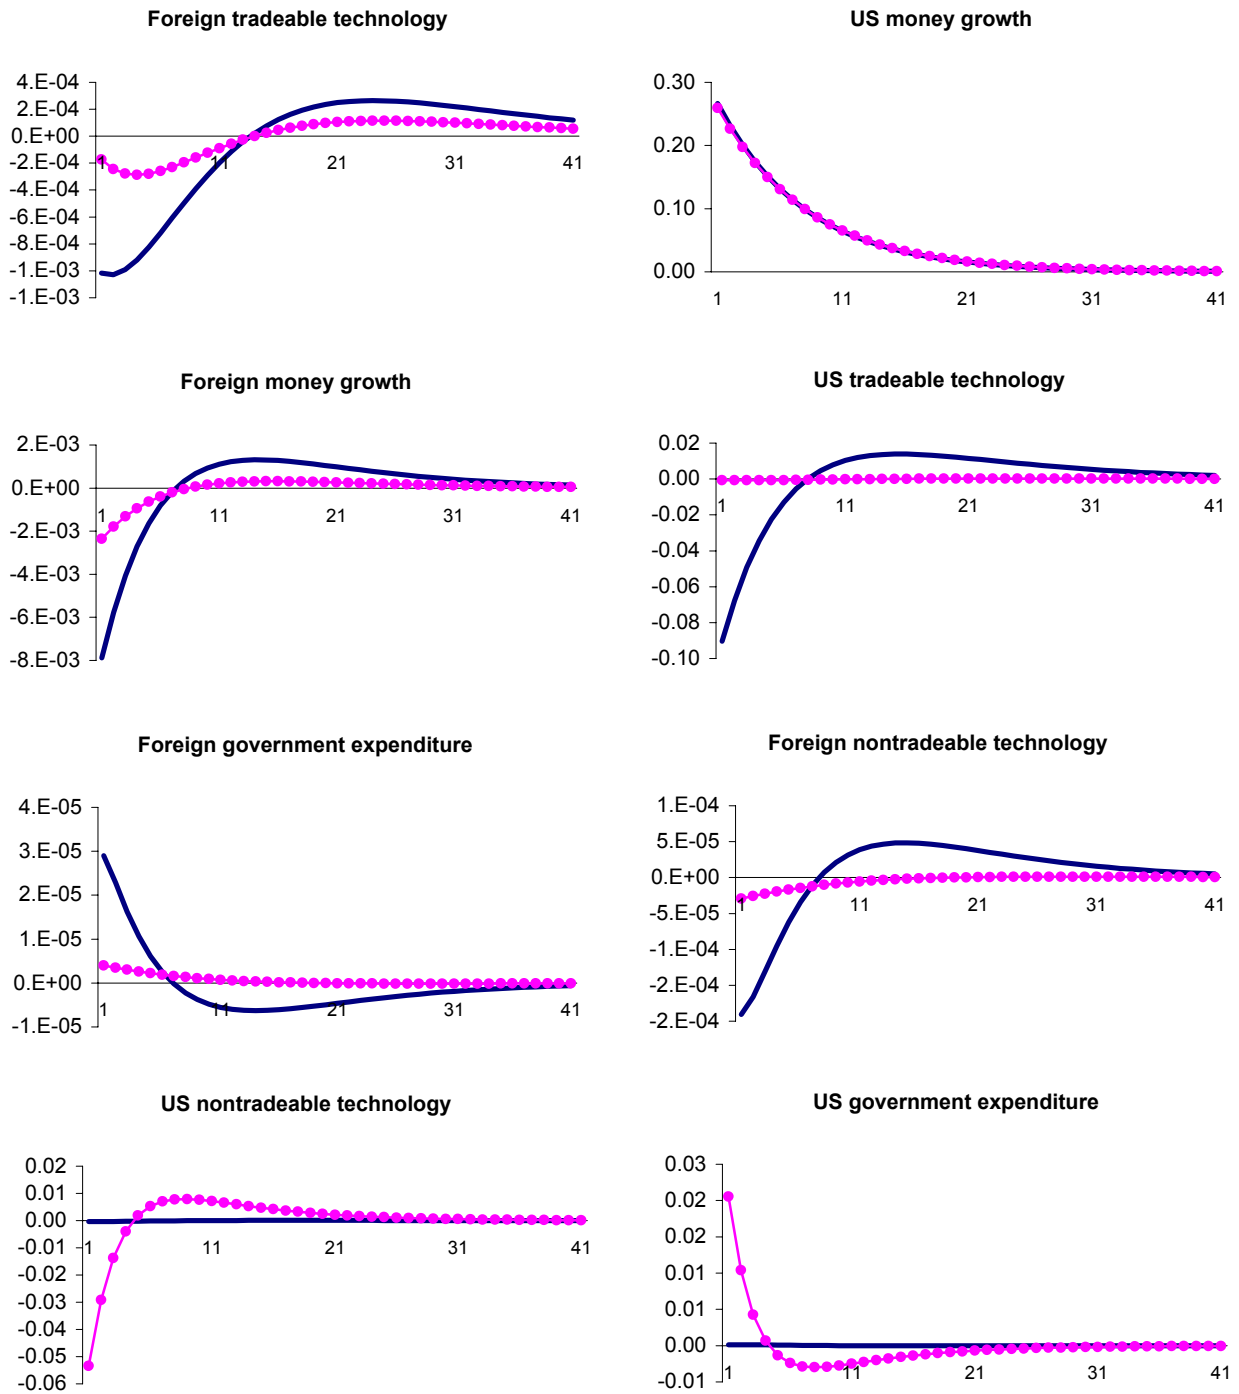 Foreign tradeable technology
4.E-04
2.E-04
0.E+00
-2.E-04
-4.E-04
-6.E-04
-8.E-04
-1.E-03
-1.E-03
1 11 21 31 41
US money growth
0.30
0.20
0.10
0.00
1 11 21 31 41
Foreign money growth
2.E-03
0.E+00
-2.E-03
-4.E-03
-6.E-03
-8.E-03
1 11 21 31 41
US tradeable technology
0.02
0.00
-0.02
-0.04
-0.06
-0.08
-0.10
1 11 21 31 41
Foreign government expenditure
4.E-05
3.E-05
2.E-05
1.E-05
0.E+00
-1.E-05
1 11 21 31 41
Foreign nontradeable technology
1.E-04
5.E-05
0.E+00
-5.E-05
-1.E-04
-2.E-04
-2.E-04
1 11 21 31 41
US nontradeable technology
0.02
0.01
0.00
-0.01
-0.02
-0.03
-0.04
-0.05
-0.06
1 11 21 31 41
US government expenditure
0.03
0.02
0.02
0.01
0.01
0.00
-0.01
1 11 21 31 41